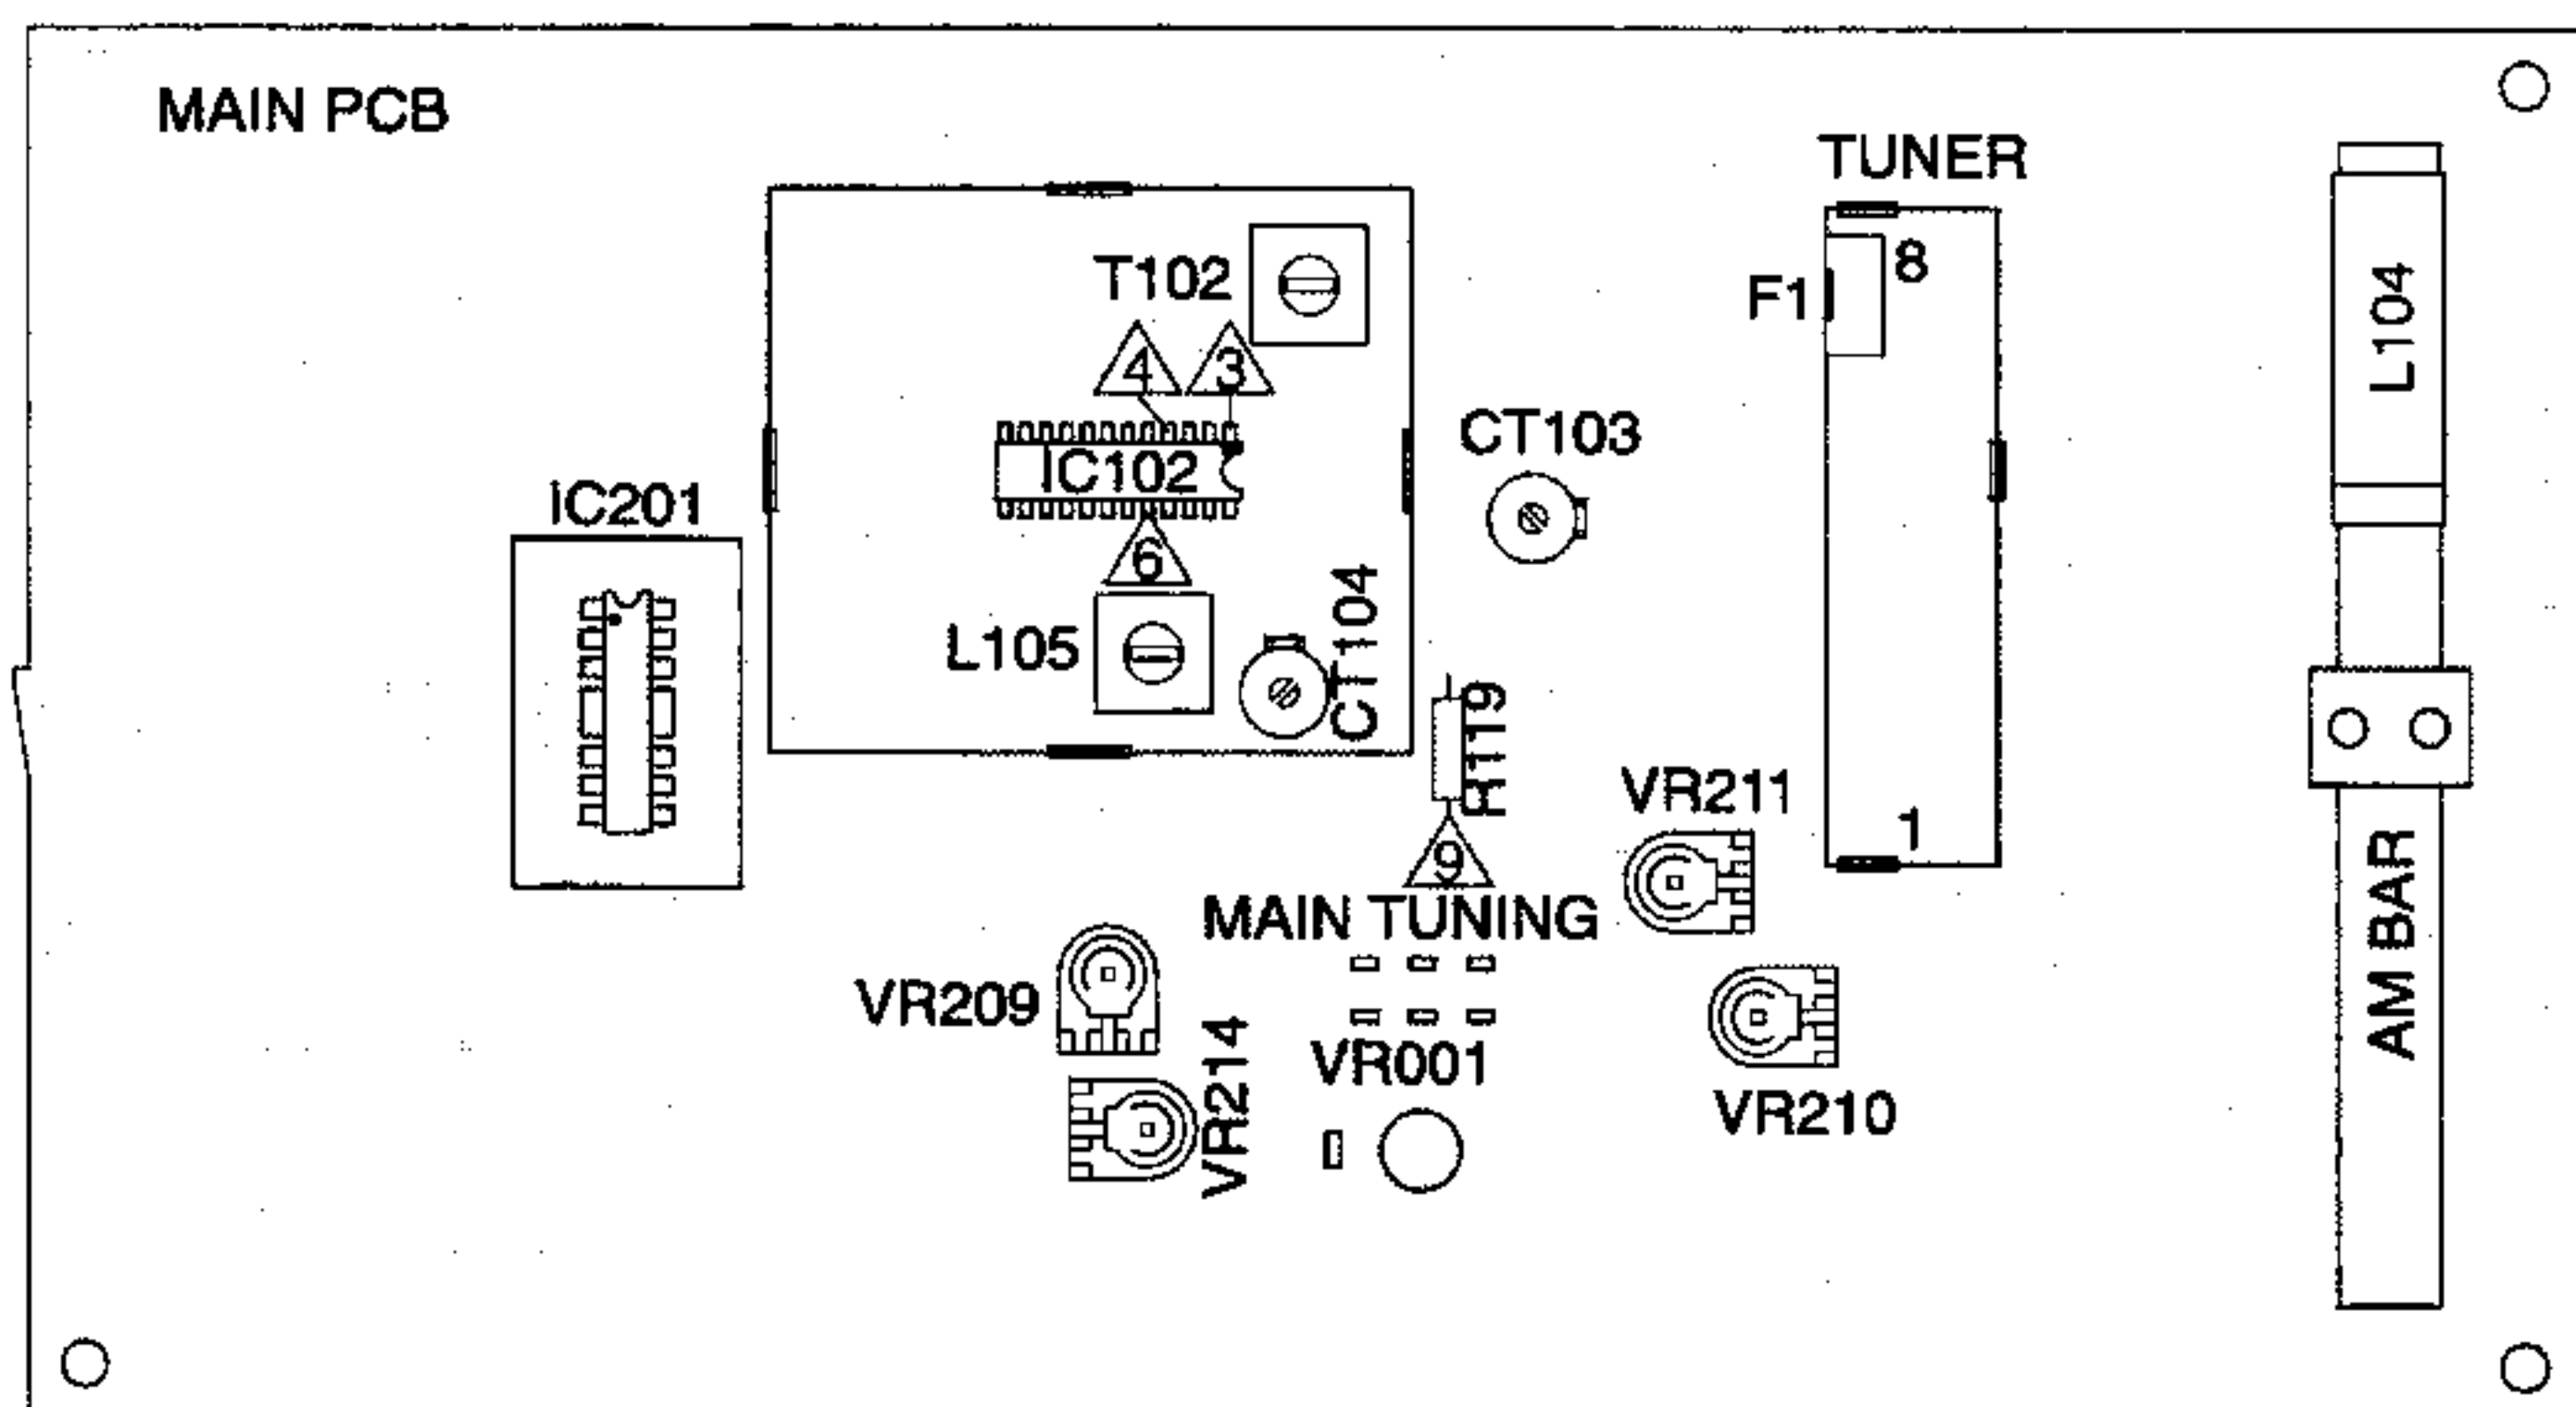 MAIN PCB
TUNER
T102
8
F1
L104
4
3
CT103
IC102
IC201
6
CT104
L105
R119
VR211
1
9
AM BAR
MAIN TUNING
VR209
VR214
VR001
VR210